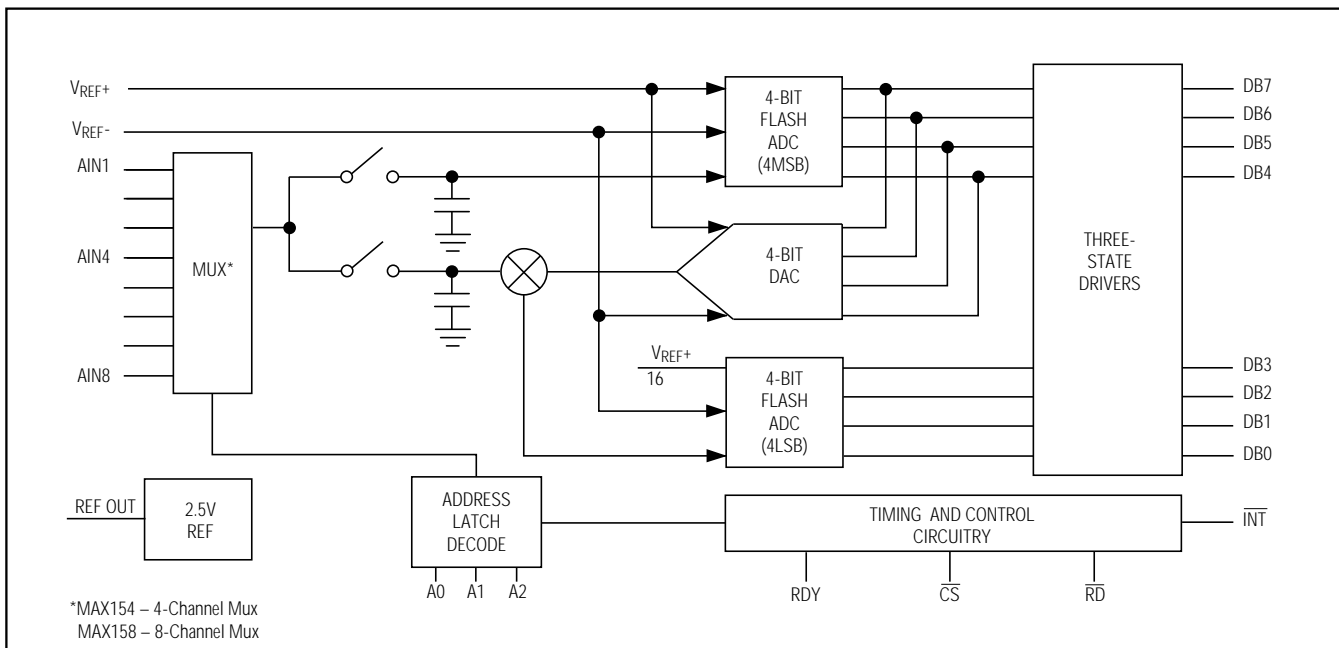 VREF+
VREF-
AIN1
AIN4
AIN8
MUX*
4-BIT
FLASH
ADC
(4MSB)
4-BIT
DAC
VREF+
16
4-BIT
FLASH
ADC
(4LSB)
THREE-
STATE
DRIVERS
DB7
DB6
DB5
DB4
DB3
DB2
DB1
DB0
REF OUT
2.5V
REF
ADDRESS
LATCH
DECODE
A0 A1 A2
TIMING AND CONTROL
CIRCUITRY
INT
RDY CS RD
*MAX154 – 4-Channel Mux
MAX158 – 8-Channel Mux